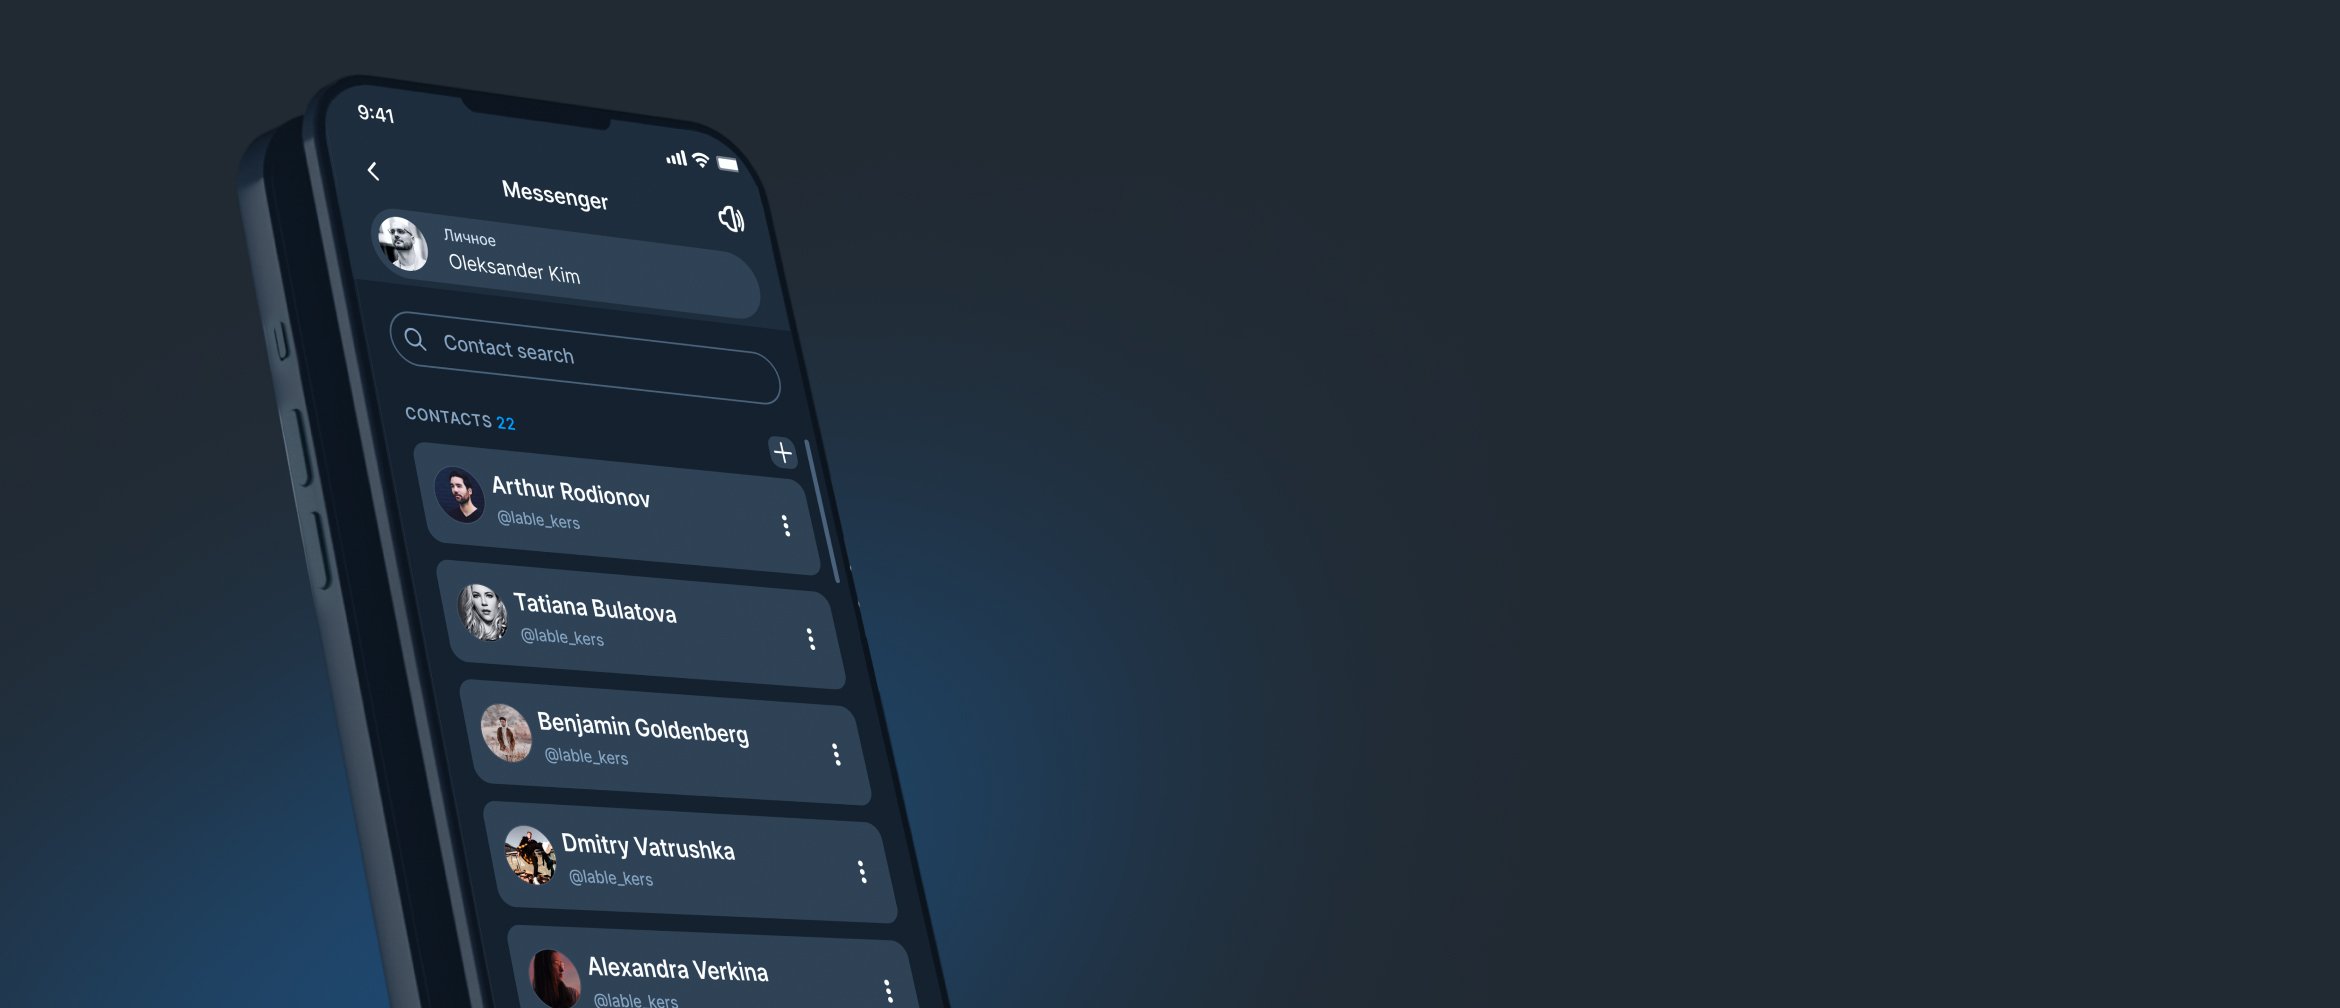 9:41
Messenger
Личное
Oleksander Kim
Contact search
CONTACTS 22
Arthur Rodionov
@lable_kers
Tatiana Bulatova
@lable_kers
Benjamin Goldenberg
@lable_kers
Dmitry Vatrushka
@lable_kers
Alexandra Verkina
@lable_kers